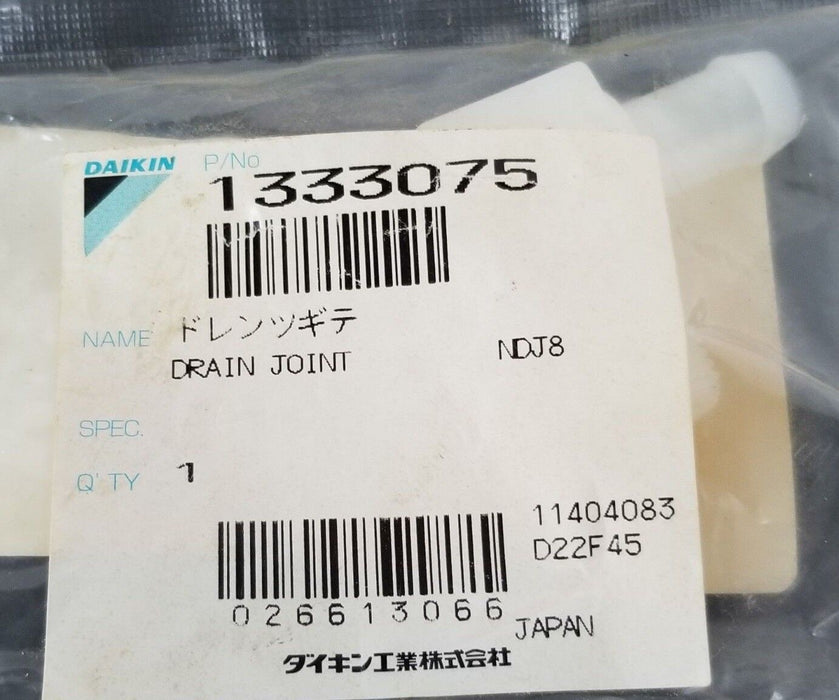 DAIKIN P/No
1333075
NAME ドレンツギテ
DRAIN JOINT NDJ8
SPEC.
Q'TY 1
11404083
D22F45
026613066
JAPAN
ダイキン工業株式会社